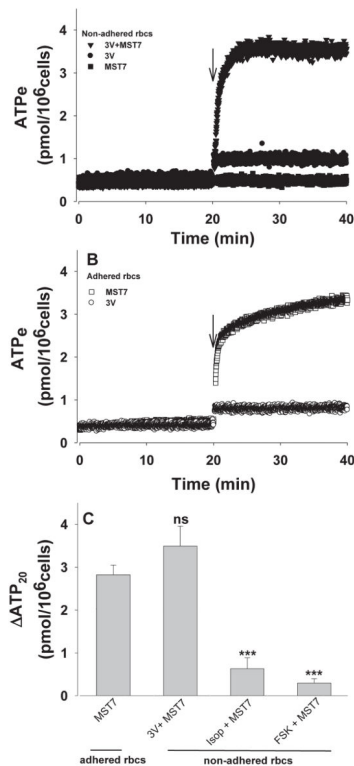 Non-adhered rbcs
3V+MST7
3V
MST7
ATPe
(pmol/10⁶cells)
4
3
2
1
0
0 10 20 30 40
Time (min)
B
Adhered rbcs
MST7
3V
ATPe
(pmol/10⁶cells)
4
3
2
1
0
0 10 20 30 40
Time (min)
C
ns
***
***
ΔATP₂₀
(pmol/10⁶cells)
4
3
2
1
0
MST7
3V+ MST7
Isop + MST7
FSK + MST7
adhered rbcs
non-adhered rbcs